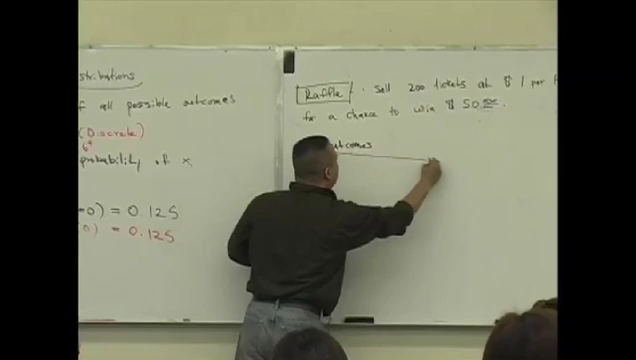 stributions
f all possible outcomes
(Discrete)
probability of x
=0) = 0.125
0) = 0.125
Raffle . Sell 200 tickets at $ 1 per
for a chance to win $ 50.00.
utcomes